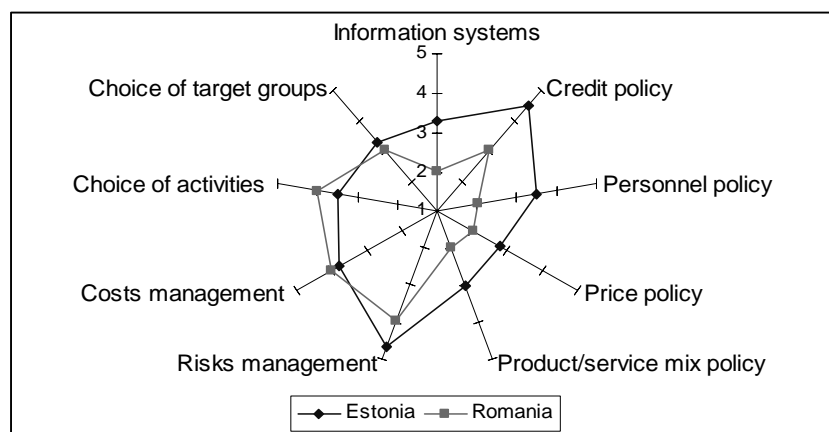 Information systems
5
Choice of target groups
Credit policy
4
3
Choice of activities
2
Personnel policy
1
Costs management
Price policy
Risks management
Product/service mix policy
Estonia
Romania